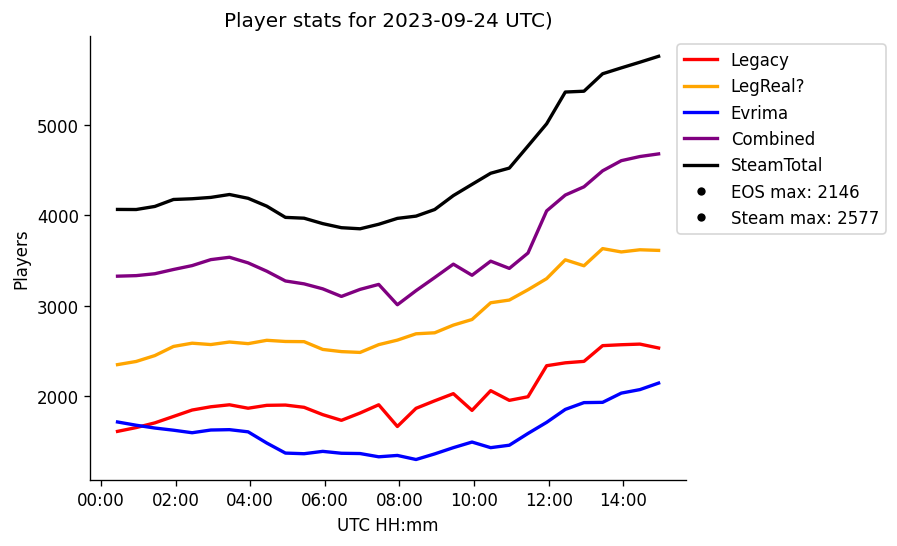 Player stats for 2023-09-24 UTC)
Legacy
LegReal?
Evrima
Combined
SteamTotal
EOS max: 2146
Steam max: 2577
5000
4000
3000
2000
Players
00:00 02:00 04:00 06:00 08:00 10:00 12:00 14:00
UTC HH:mm